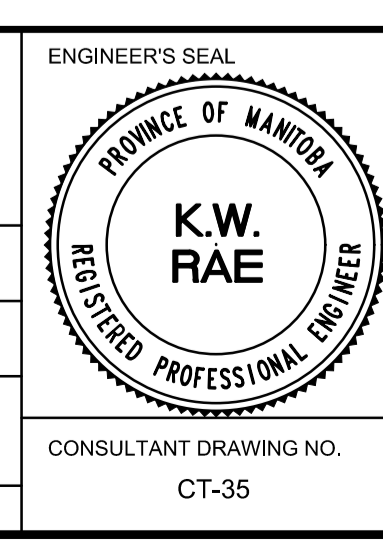 ENGINEER'S SEAL
PROVINCE OF MANITOBA
K.W.
RAE
REGISTERED PROFESSIONAL ENGINEER
CONSULTANT DRAWING NO.
CT-35